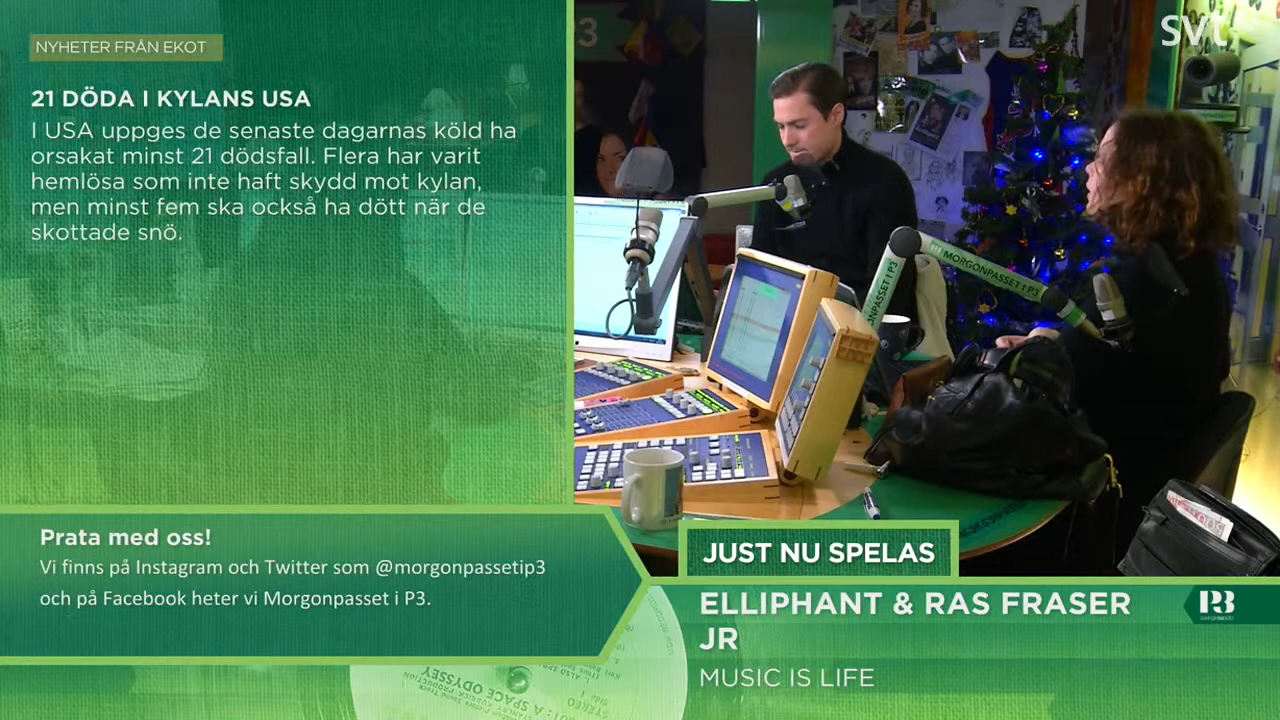 NYHETER FRÅN EKOT
21 DÖDA I KYLANS USA
I USA uppges de senaste dagarnas köld ha
orsakat minst 21 dödsfall. Flera har varit
hemlösa som inte haft skydd mot kylan,
men minst fem ska också ha dött när de
skottade snö.
svt
MORGONPASSET I P3
Prata med oss!
Vi finns på Instagram och Twitter som @morgonpassetip3
och på Facebook heter vi Morgonpasset i P3.
JUST NU SPELAS
ELLIPHANT & RAS FRASER
JR
MUSIC IS LIFE
P3
STEREO